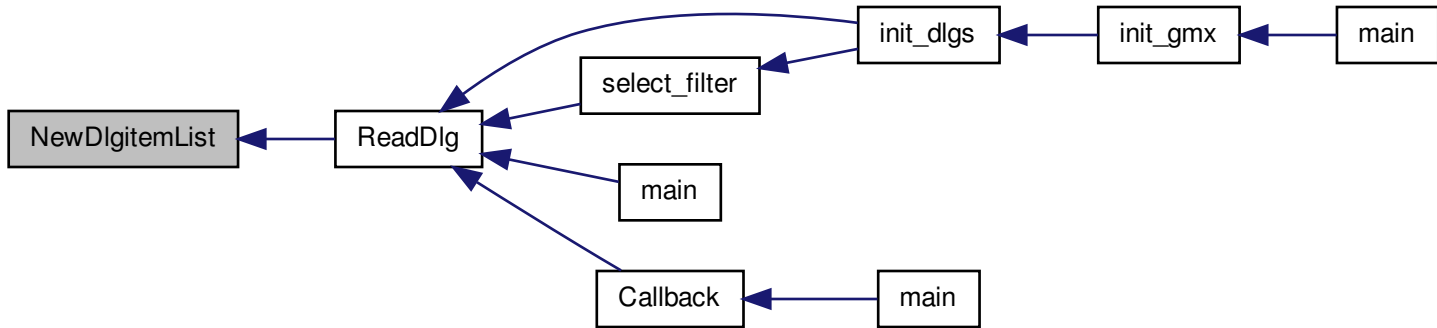 NewDlgitemList
ReadDlg
init_dlgs
init_gmx
main
select_filter
main
Callback
main